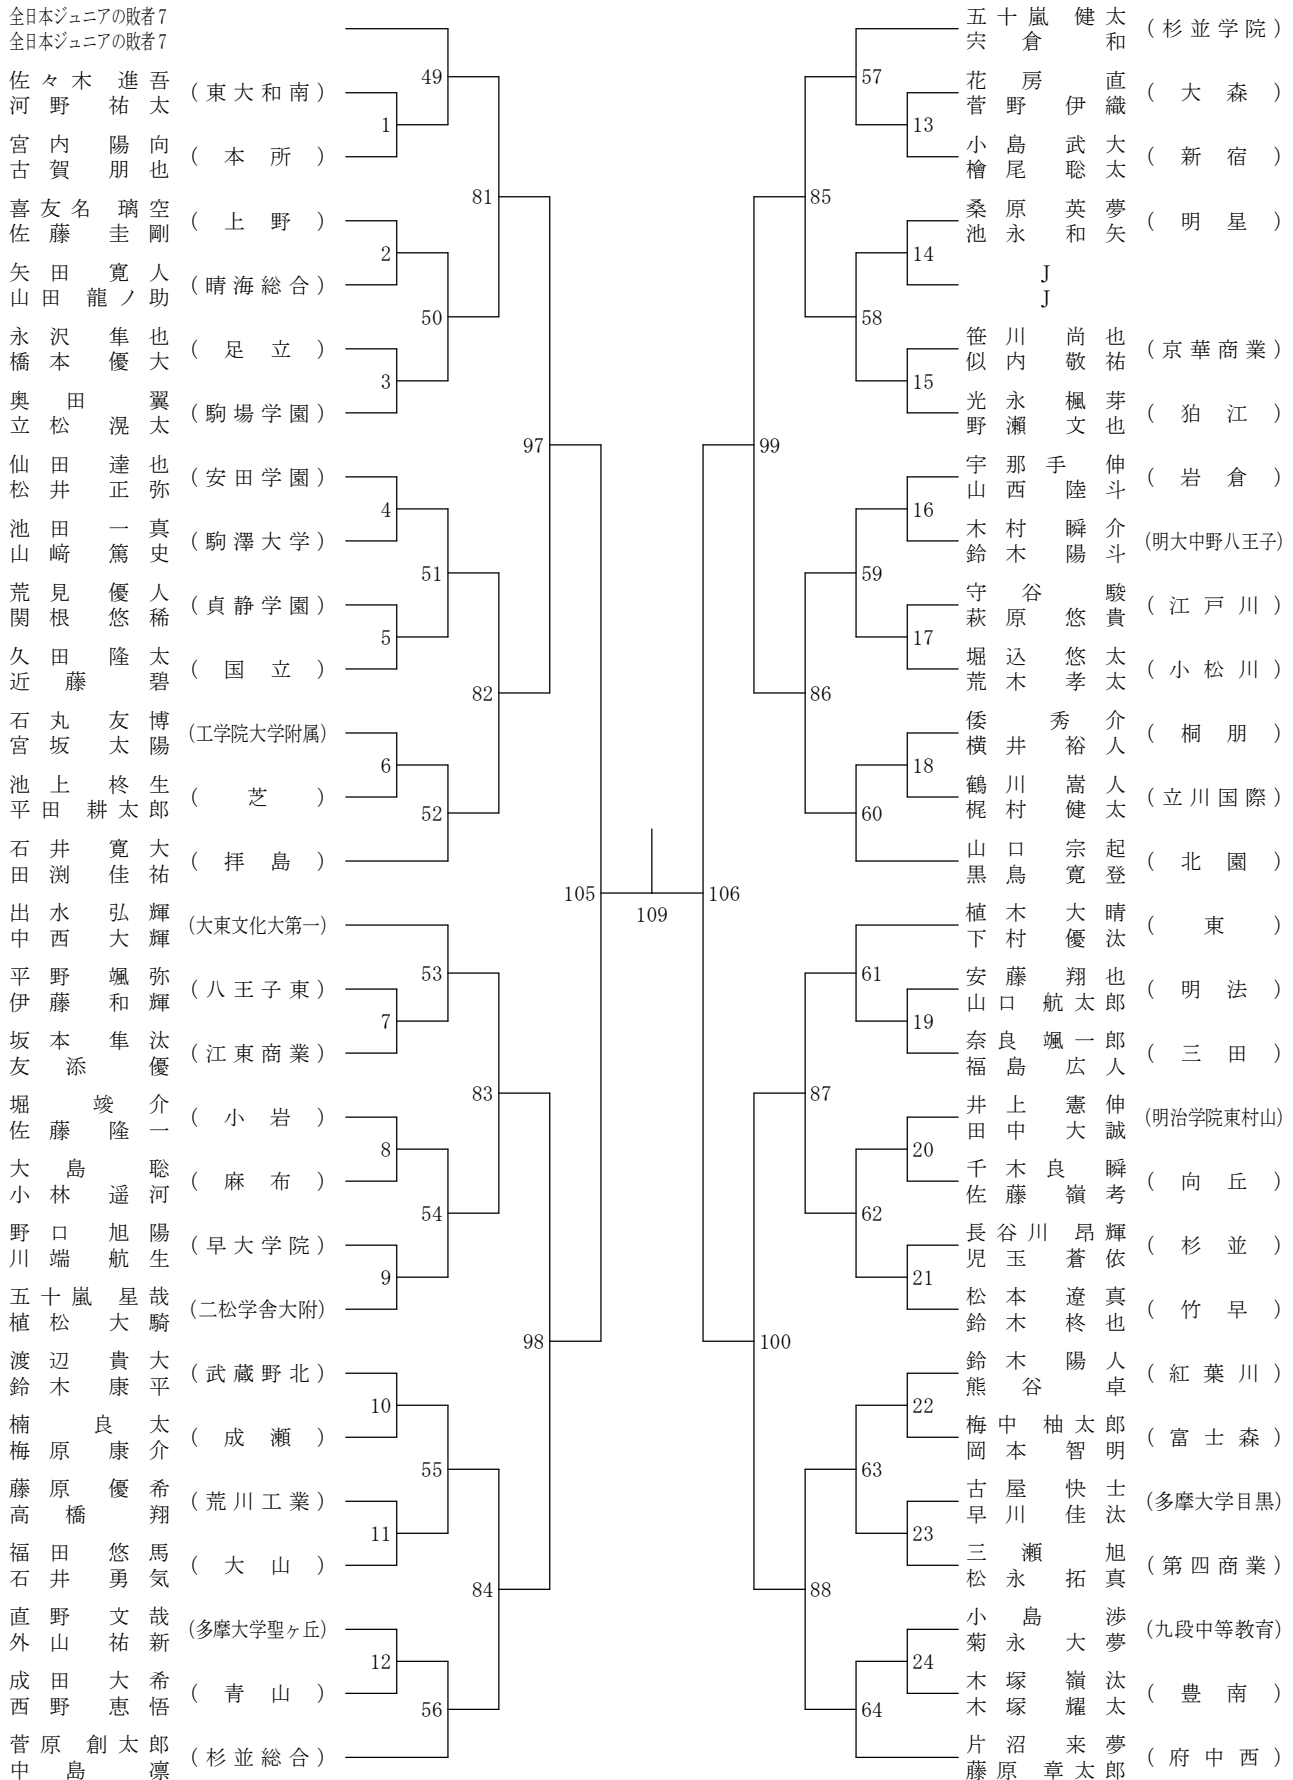 全日本ジュニアの敗者7
全日本ジュニアの敗者7
佐々木 進吾
河野 祐太
(東大和南)
1
宮内 陽向
古賀 朋也
(本所)
49
喜友名 璃空
佐藤 圭剛
(上野)
2
矢田 寛人
山田 龍ノ助
(晴海総合)
50
永沢 隼也
橋本 優大
(足立)
3
奥田 翼
立松 滉太
(駒場学園)
81
仙田 達也
松井 正弥
(安田学園)
4
池田 一真
山﨑 篤史
(駒澤大学)
51
荒見 優人
関根 悠稀
(貞静学園)
5
久田 隆太
近藤 碧
(国立)
82
石丸 友博
宮坂 太陽
(工学院大学附属)
6
池上 柊生
平田 耕太郎
(芝)
52
石井 寛大
田渕 佳祐
(拝島)
97
出水 弘輝
中西 大輝
(大東文化大第一)
53
平野 颯弥
伊藤 和輝
(八王子東)
7
坂本 隼汰
友添 優
(江東商業)
83
堀 竣介
佐藤 隆一
(小岩)
8
大島 聡
小林 遥河
(麻布)
54
野口 旭陽
川端 航生
(早大学院)
9
五十嵐 星哉
植松 大騎
(二松学舎大附)
98
渡辺 貴大
鈴木 康平
(武蔵野北)
10
楠 良太
梅原 康介
(成瀬)
55
藤原 優希
高橋 翔
(荒川工業)
11
福田 悠馬
石井 勇気
(大山)
84
直野 文哉
外山 祐新
(多摩大学聖ヶ丘)
12
成田 大希
西野 恵悟
(青山)
56
菅原 創太郎
中島 凛
(杉並総合)
105
109
106
五十嵐 健太
宍倉 和
(杉並学院)
57
花房 直
菅野 伊織
(大森)
13
小島 武大
檜尾 聡太
(新宿)
85
桑原 英夢
池永 和矢
(明星)
14
J
J
58
笹川 尚也
似内 敬祐
(京華商業)
15
光永 楓芽
野瀬 文也
(狛江)
99
宇那手 伸
山西 陸斗
(岩倉)
16
木村 瞬介
鈴木 陽斗
(明大中野八王子)
59
守谷 駿
萩原 悠貴
(江戸川)
17
堀込 悠太
荒木 孝太
(小松川)
86
倭 秀介
横井 裕人
(桐朋)
18
鶴川 嵩人
梶村 健太
(立川国際)
60
山口 宗起
黒鳥 寛登
(北園)
植木 大晴
下村 優汰
(東)
61
安藤 翔也
山口 航太郎
(明法)
19
奈良 颯一郎
福島 広人
(三田)
87
井上 憲伸
田中 大誠
(明治学院東村山)
20
千木良 瞬
佐藤 嶺考
(向丘)
62
長谷川 昂輝
児玉 蒼依
(杉並)
21
松本 遼真
鈴木 柊也
(竹早)
100
鈴木 陽人
熊谷 卓
(紅葉川)
22
梅中 柚太郎
岡本 智明
(富士森)
63
古屋 快士
早川 佳汰
(多摩大学目黒)
23
三瀬 旭
松永 拓真
(第四商業)
88
小島 渉
菊永 大夢
(九段中等教育)
24
木塚 嶺汰
木塚 耀太
(豊南)
64
片沼 来夢
藤原 章太郎
(府中西)